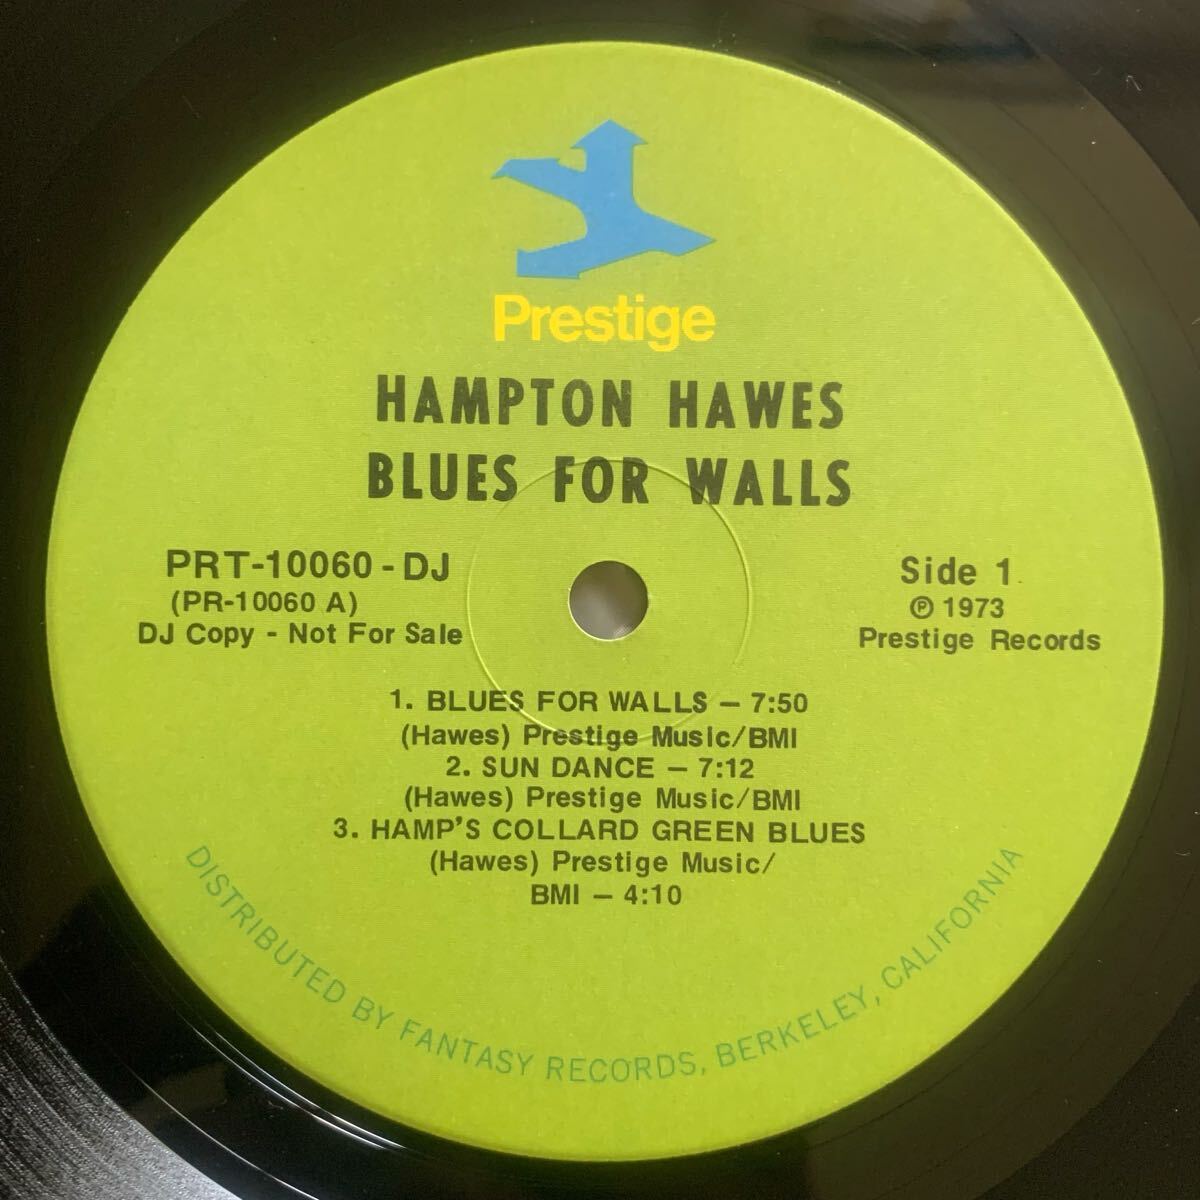 Prestige
HAMPTON HAWES
BLUES FOR WALLS
PRT-10060-DJ
(PR-10060 A)
DJ Copy - Not For Sale
Side 1
℗ 1973
Prestige Records
1. BLUES FOR WALLS – 7:50
(Hawes) Prestige Music/BMI
2. SUN DANCE – 7:12
(Hawes) Prestige Music/BMI
3. HAMP'S COLLARD GREEN BLUES
(Hawes) Prestige Music/
BMI – 4:10
DISTRIBUTED BY FANTASY RECORDS, BERKELEY, CALIFORNIA